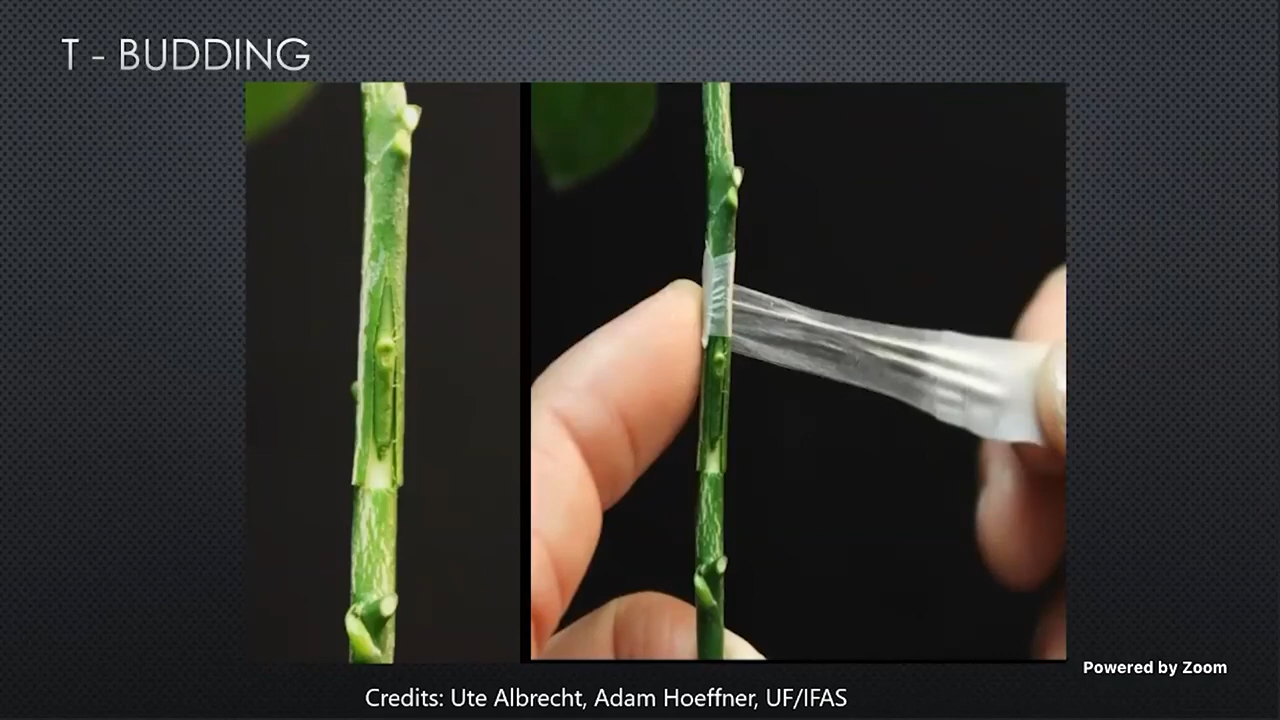 T - BUDDING
Powered by Zoom
Credits: Ute Albrecht, Adam Hoeffner, UF/IFAS